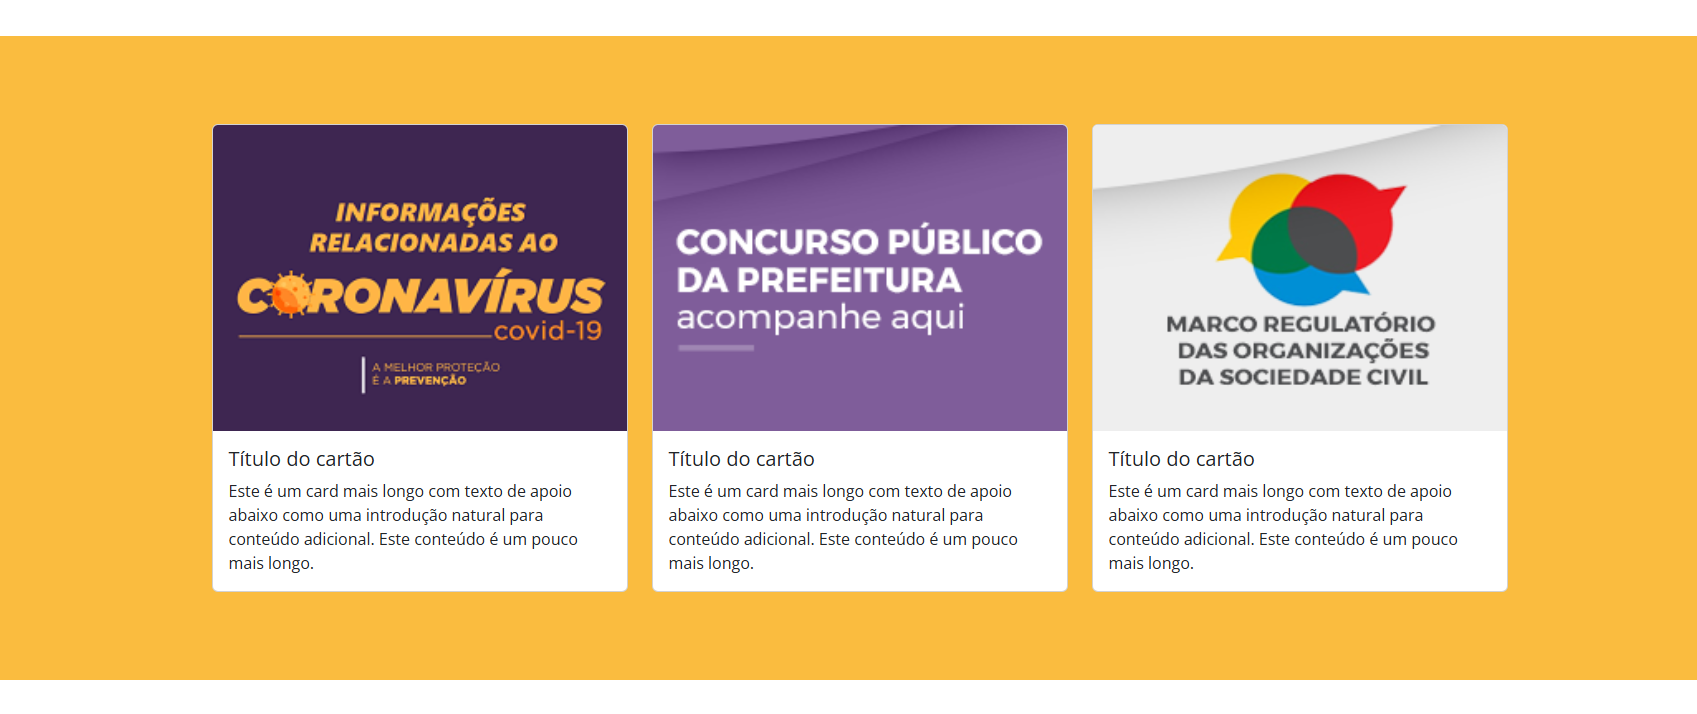 INFORMAÇÕES
RELACIONADAS AO
CORONAVÍRUS
covid-19
A MELHOR PROTEÇÃO
É A PREVENÇÃO
Título do cartão
Este é um card mais longo com texto de apoio
abaixo como uma introdução natural para
conteúdo adicional. Este conteúdo é um pouco
mais longo.
CONCURSO PÚBLICO
DA PREFEITURA
acompanhe aqui
Título do cartão
Este é um card mais longo com texto de apoio
abaixo como uma introdução natural para
conteúdo adicional. Este conteúdo é um pouco
mais longo.
MARCO REGULATÓRIO
DAS ORGANIZAÇÕES
DA SOCIEDADE CIVIL
Título do cartão
Este é um card mais longo com texto de apoio
abaixo como uma introdução natural para
conteúdo adicional. Este conteúdo é um pouco
mais longo.